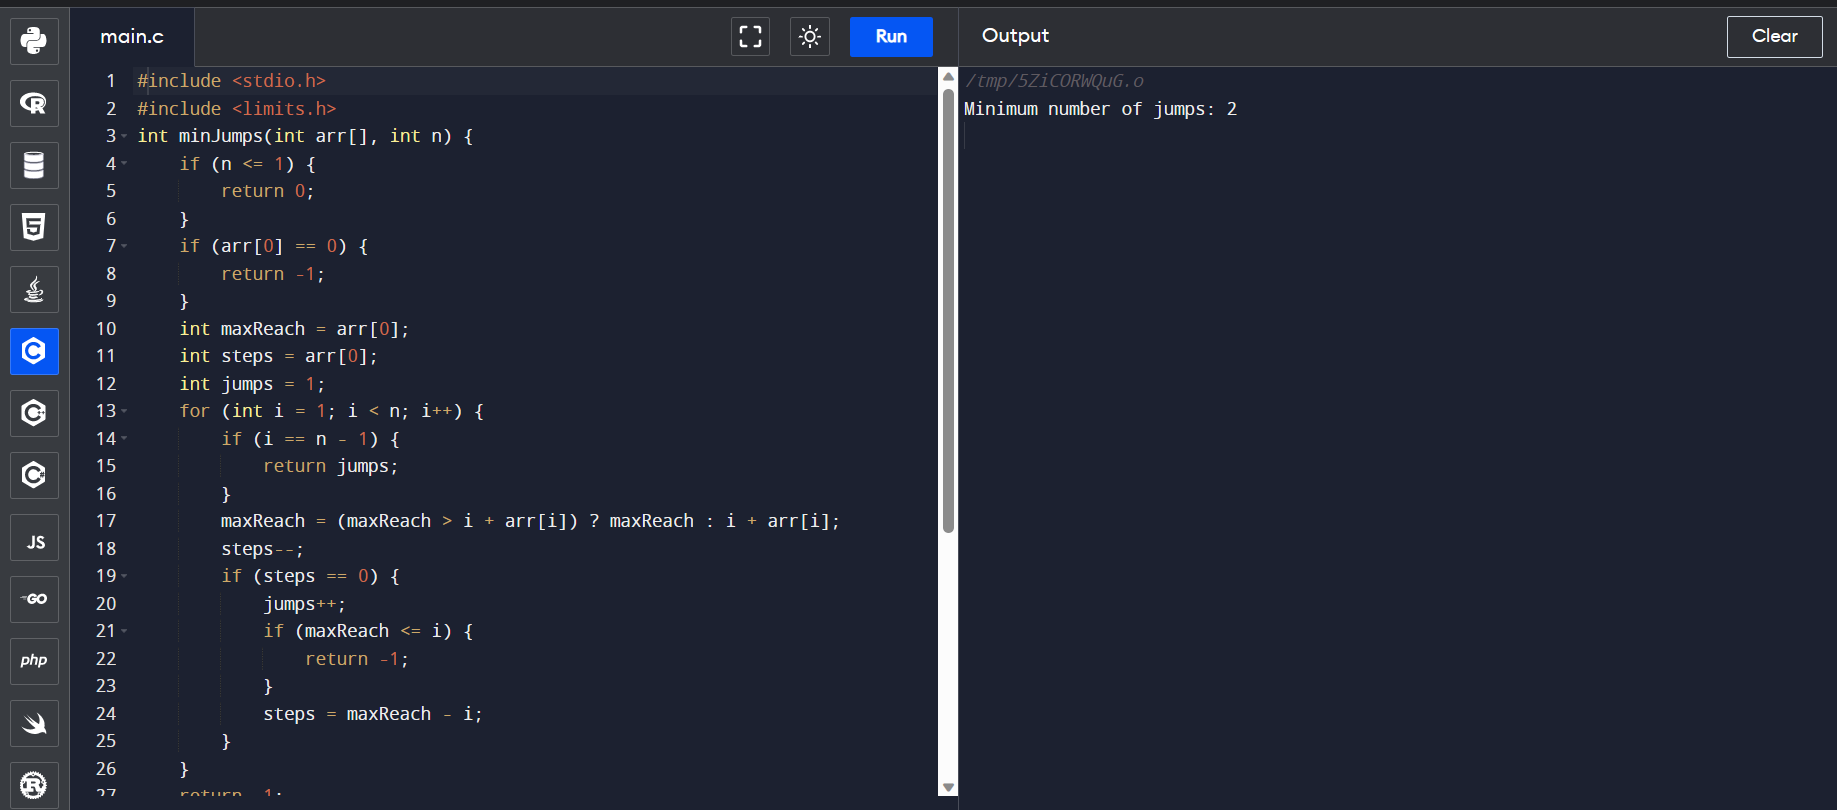 main.c
Run
Output
Clear
1 #include <stdio.h>
2 #include <limits.h>
3 int minJumps(int arr[], int n) {
4     if (n <= 1) {
5         return 0;
6     }
7     if (arr[0] == 0) {
8         return -1;
9     }
10     int maxReach = arr[0];
11     int steps = arr[0];
12     int jumps = 1;
13     for (int i = 1; i < n; i++) {
14         if (i == n - 1) {
15             return jumps;
16         }
17         maxReach = (maxReach > i + arr[i]) ? maxReach : i + arr[i];
18         steps--;
19         if (steps == 0) {
20             jumps++;
21             if (maxReach <= i) {
22                 return -1;
23             }
24             steps = maxReach - i;
25         }
26     }
27     return -1;
/tmp/5ZiCORWQuG.o
Minimum number of jumps: 2
R
5
C
C++
C#
JS
GO
php
R